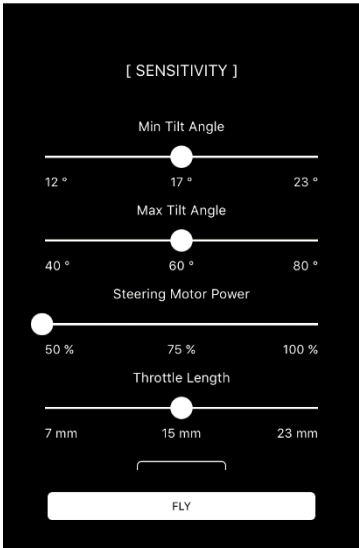 [ SENSITIVITY ]
Min Tilt Angle
12 ° 17 ° 23 °
Max Tilt Angle
40 ° 60 ° 80 °
Steering Motor Power
50 % 75 % 100 %
Throttle Length
7 mm 15 mm 23 mm
FLY